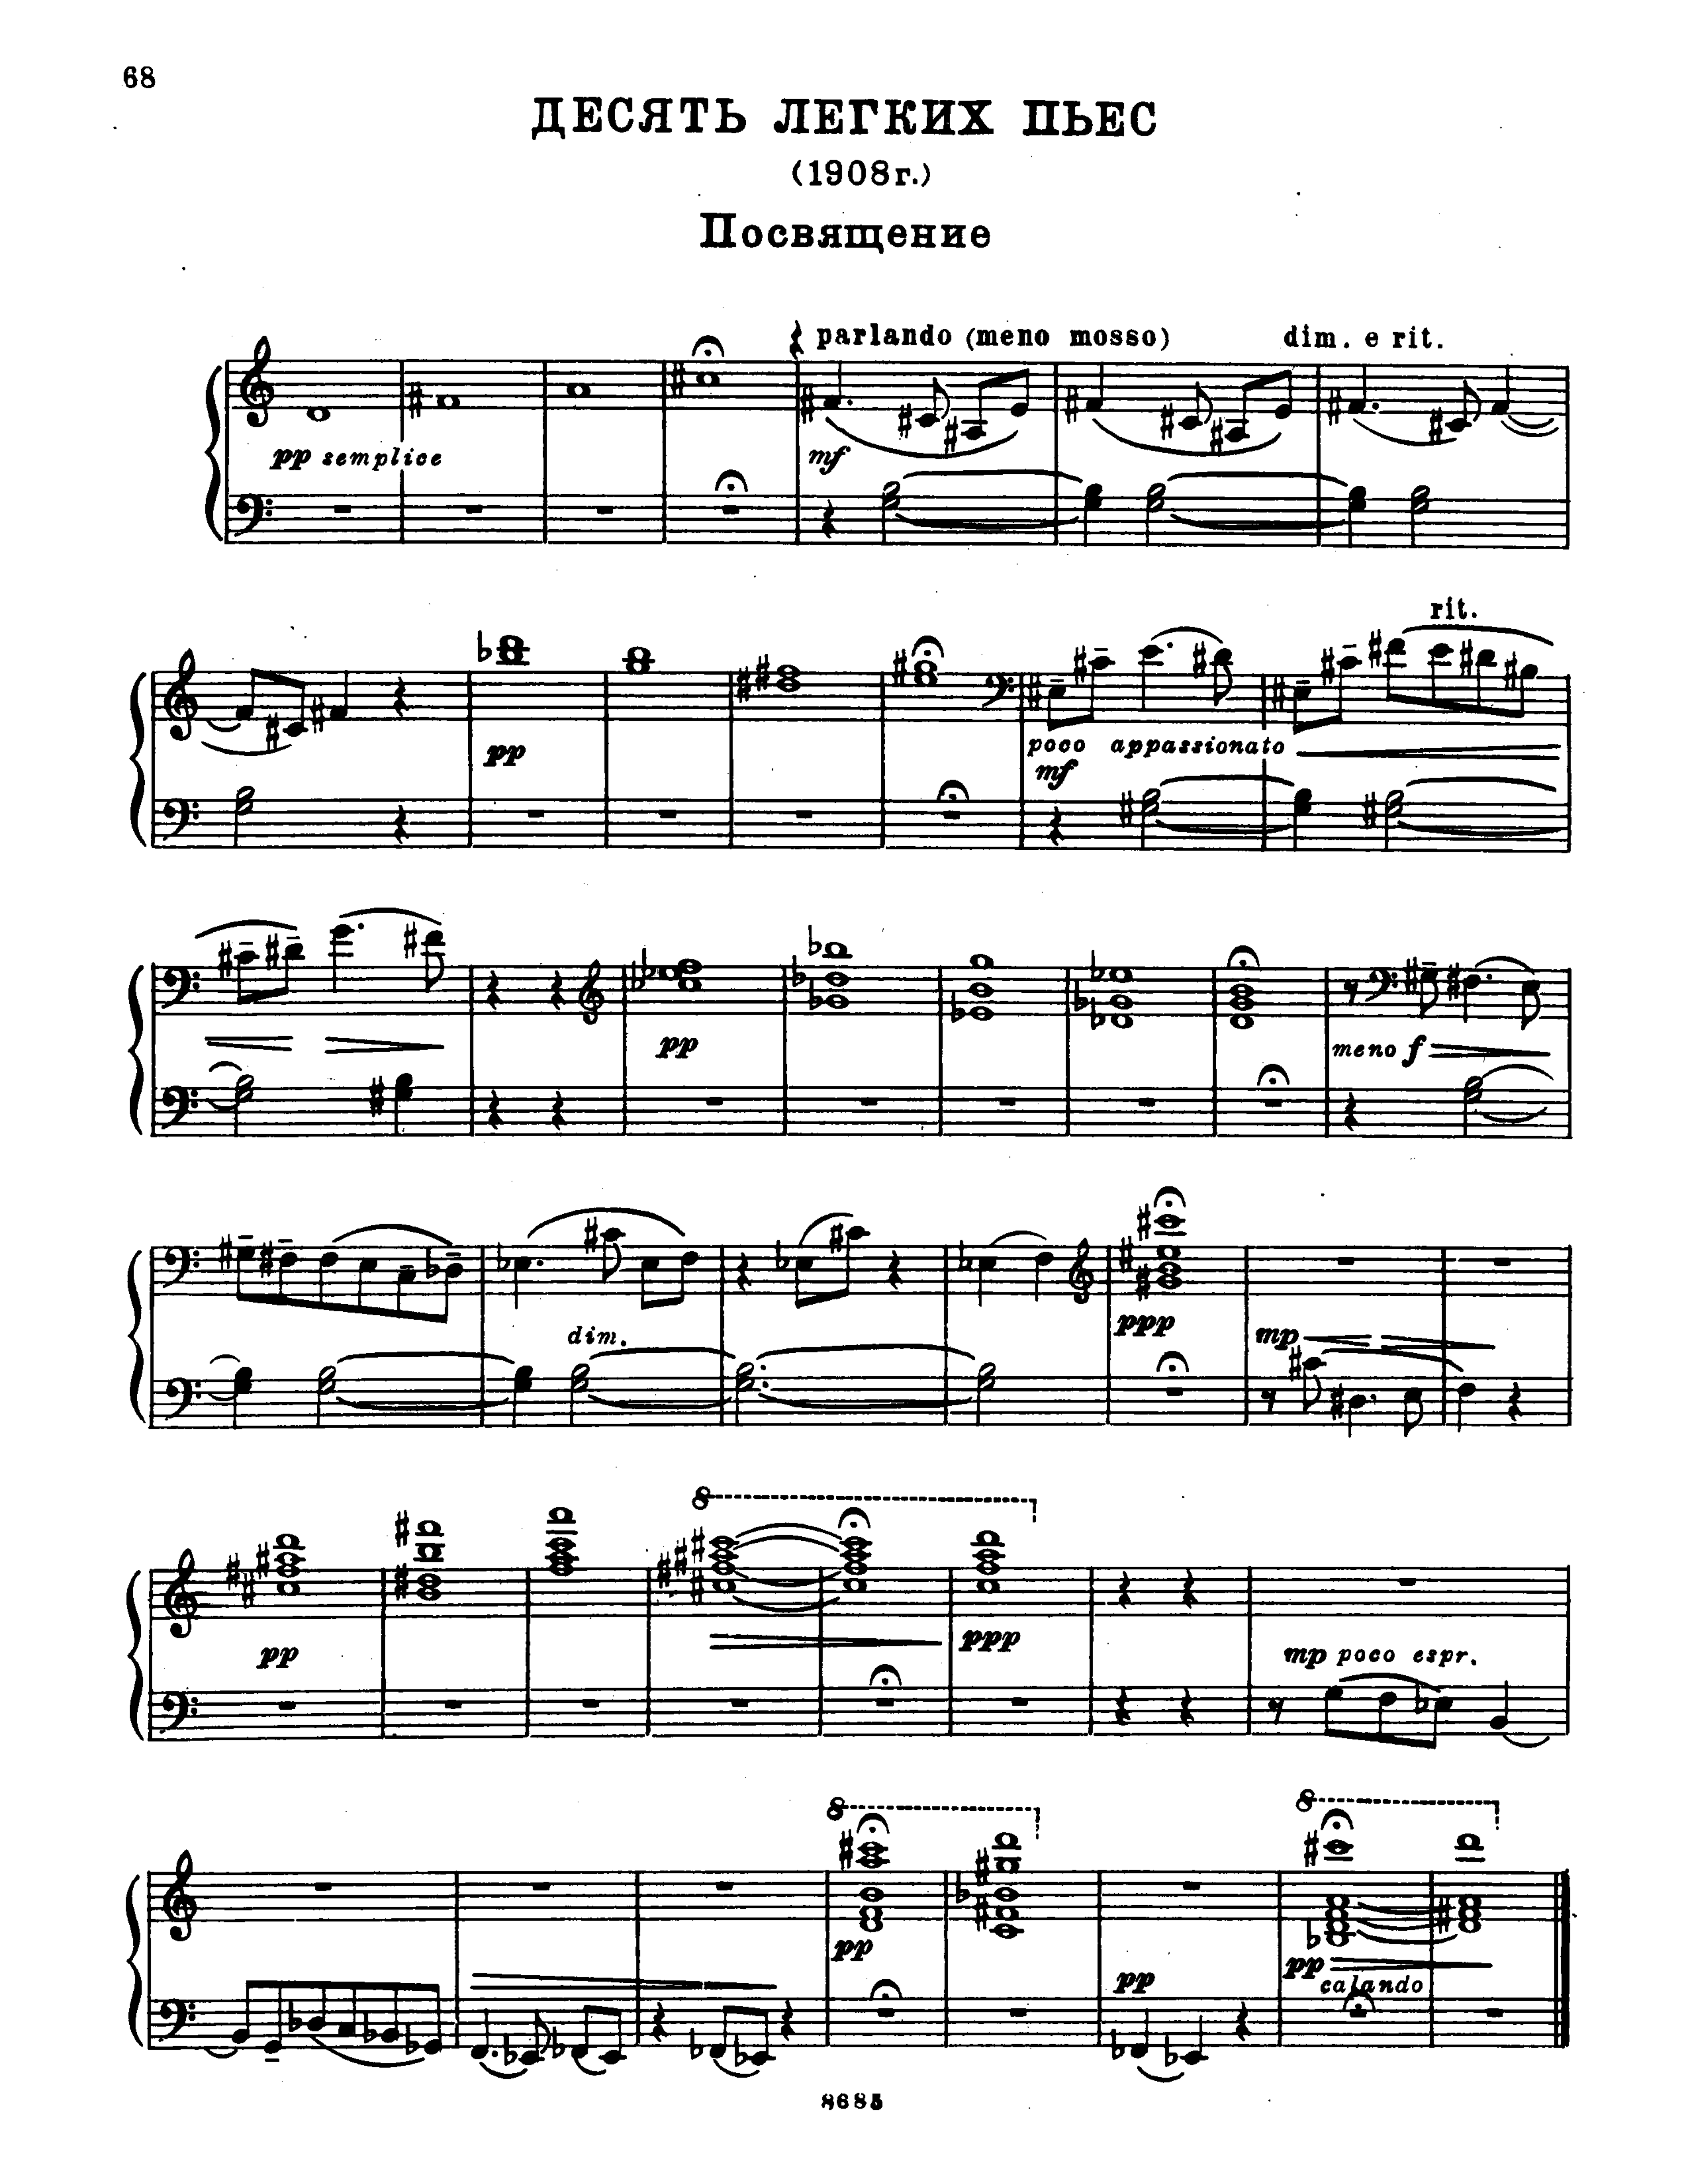 68
ДЕСЯТЬ ЛЕГКИХ ПЬЕС
(1908 г.)
Посвящение
parlando (meno mosso) dim. e rit.
pp semplice mf
rit.
pp poco appassionato
mf
pp meno f
dim. ppp mp
8
pp ppp
mp poco espr.
8 8
pp pp pp
calando
8685